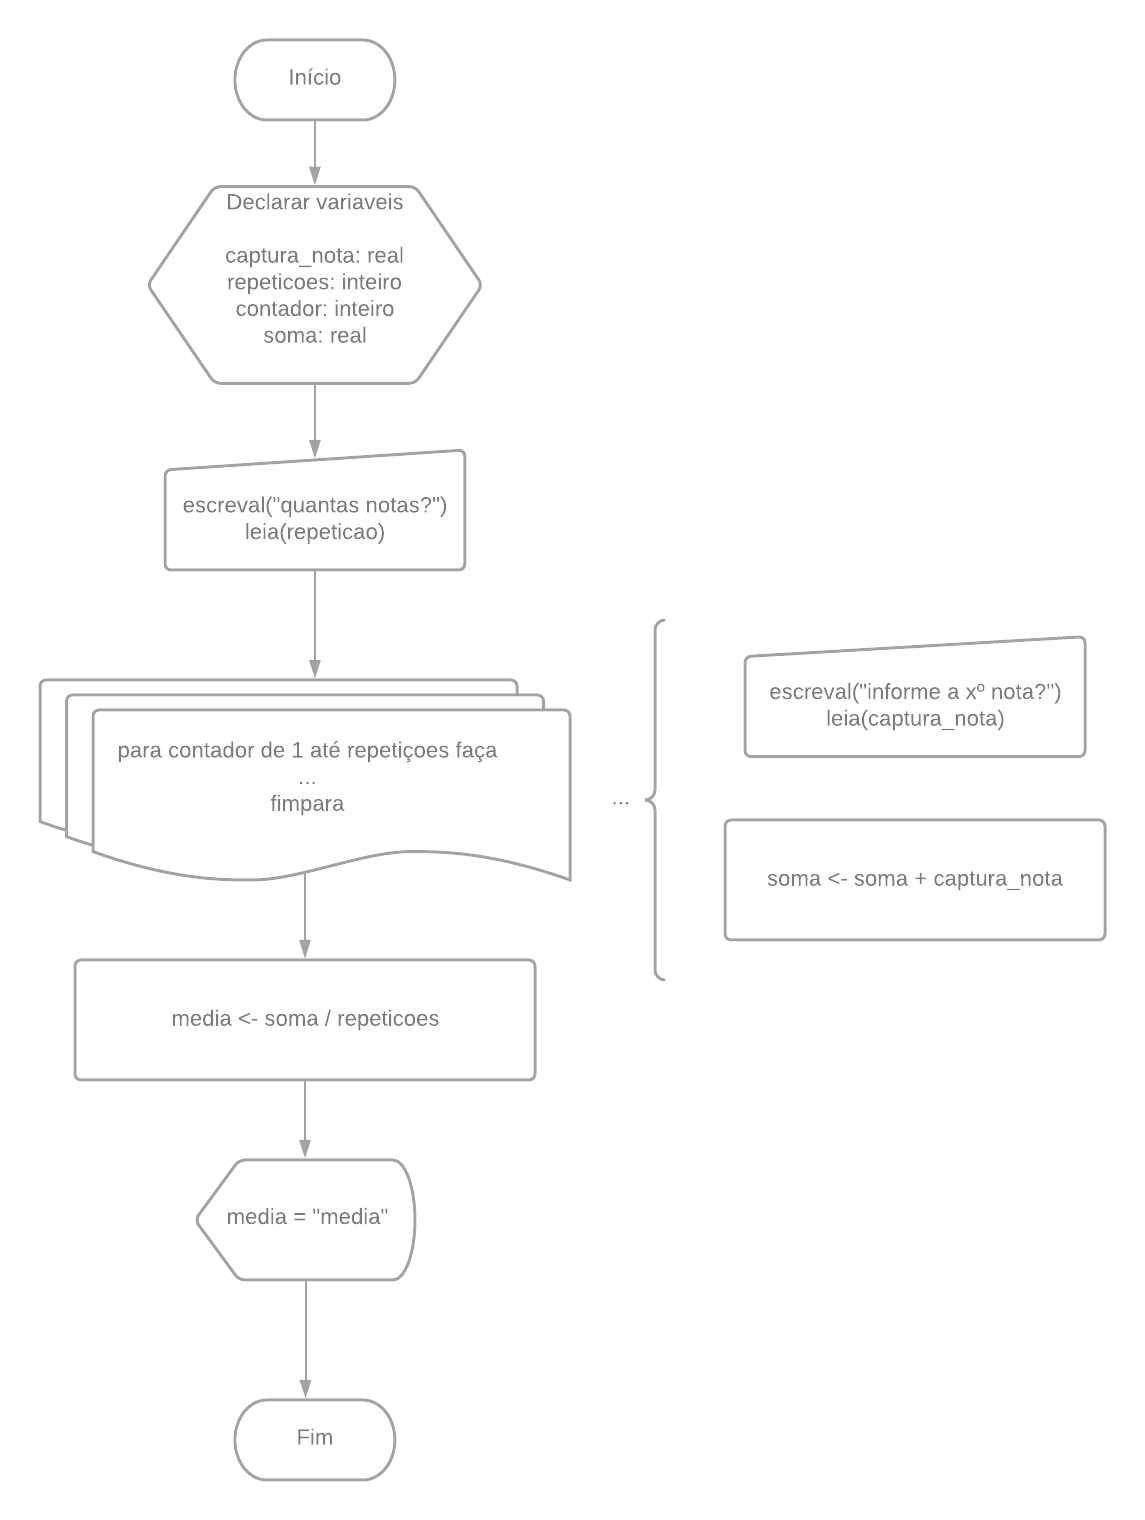 Início
Declarar variaveis
captura_nota: real
repeticoes: inteiro
contador: inteiro
soma: real
escreval("quantas notas?")
leia(repeticao)
para contador de 1 até repetiçoes faça
...
fimpara
...
escreval("informe a xº nota?")
leia(captura_nota)
soma <- soma + captura_nota
media <- soma / repeticoes
media = "media"
Fim